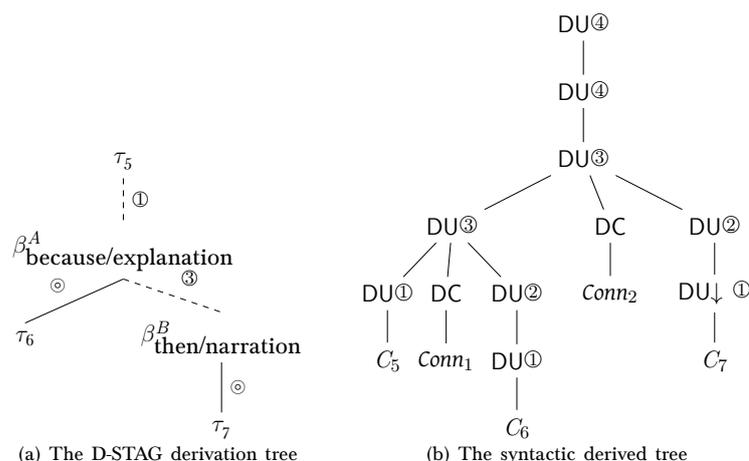 DU④
DU④
τ5
DU③
①
β^A because/explanation
DU③ DC DU②
◎ ③
DU① DC DU② Conn2 DU↓ ①
τ6
β^B then/narration
C5 Conn1 DU① C7
◎
τ7
C6
(a) The D-STAG derivation tree
(b) The syntactic derived tree